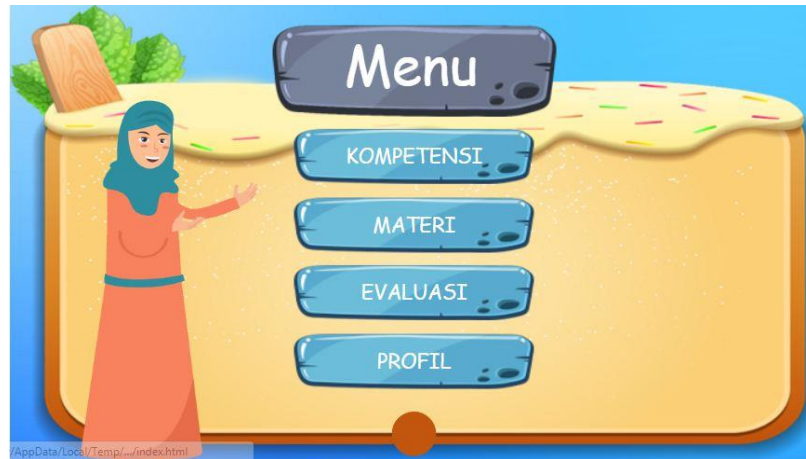 Menu
KOMPETENSI
MATERI
EVALUASI
PROFIL
/AppData/Local/Temp/.../index.html